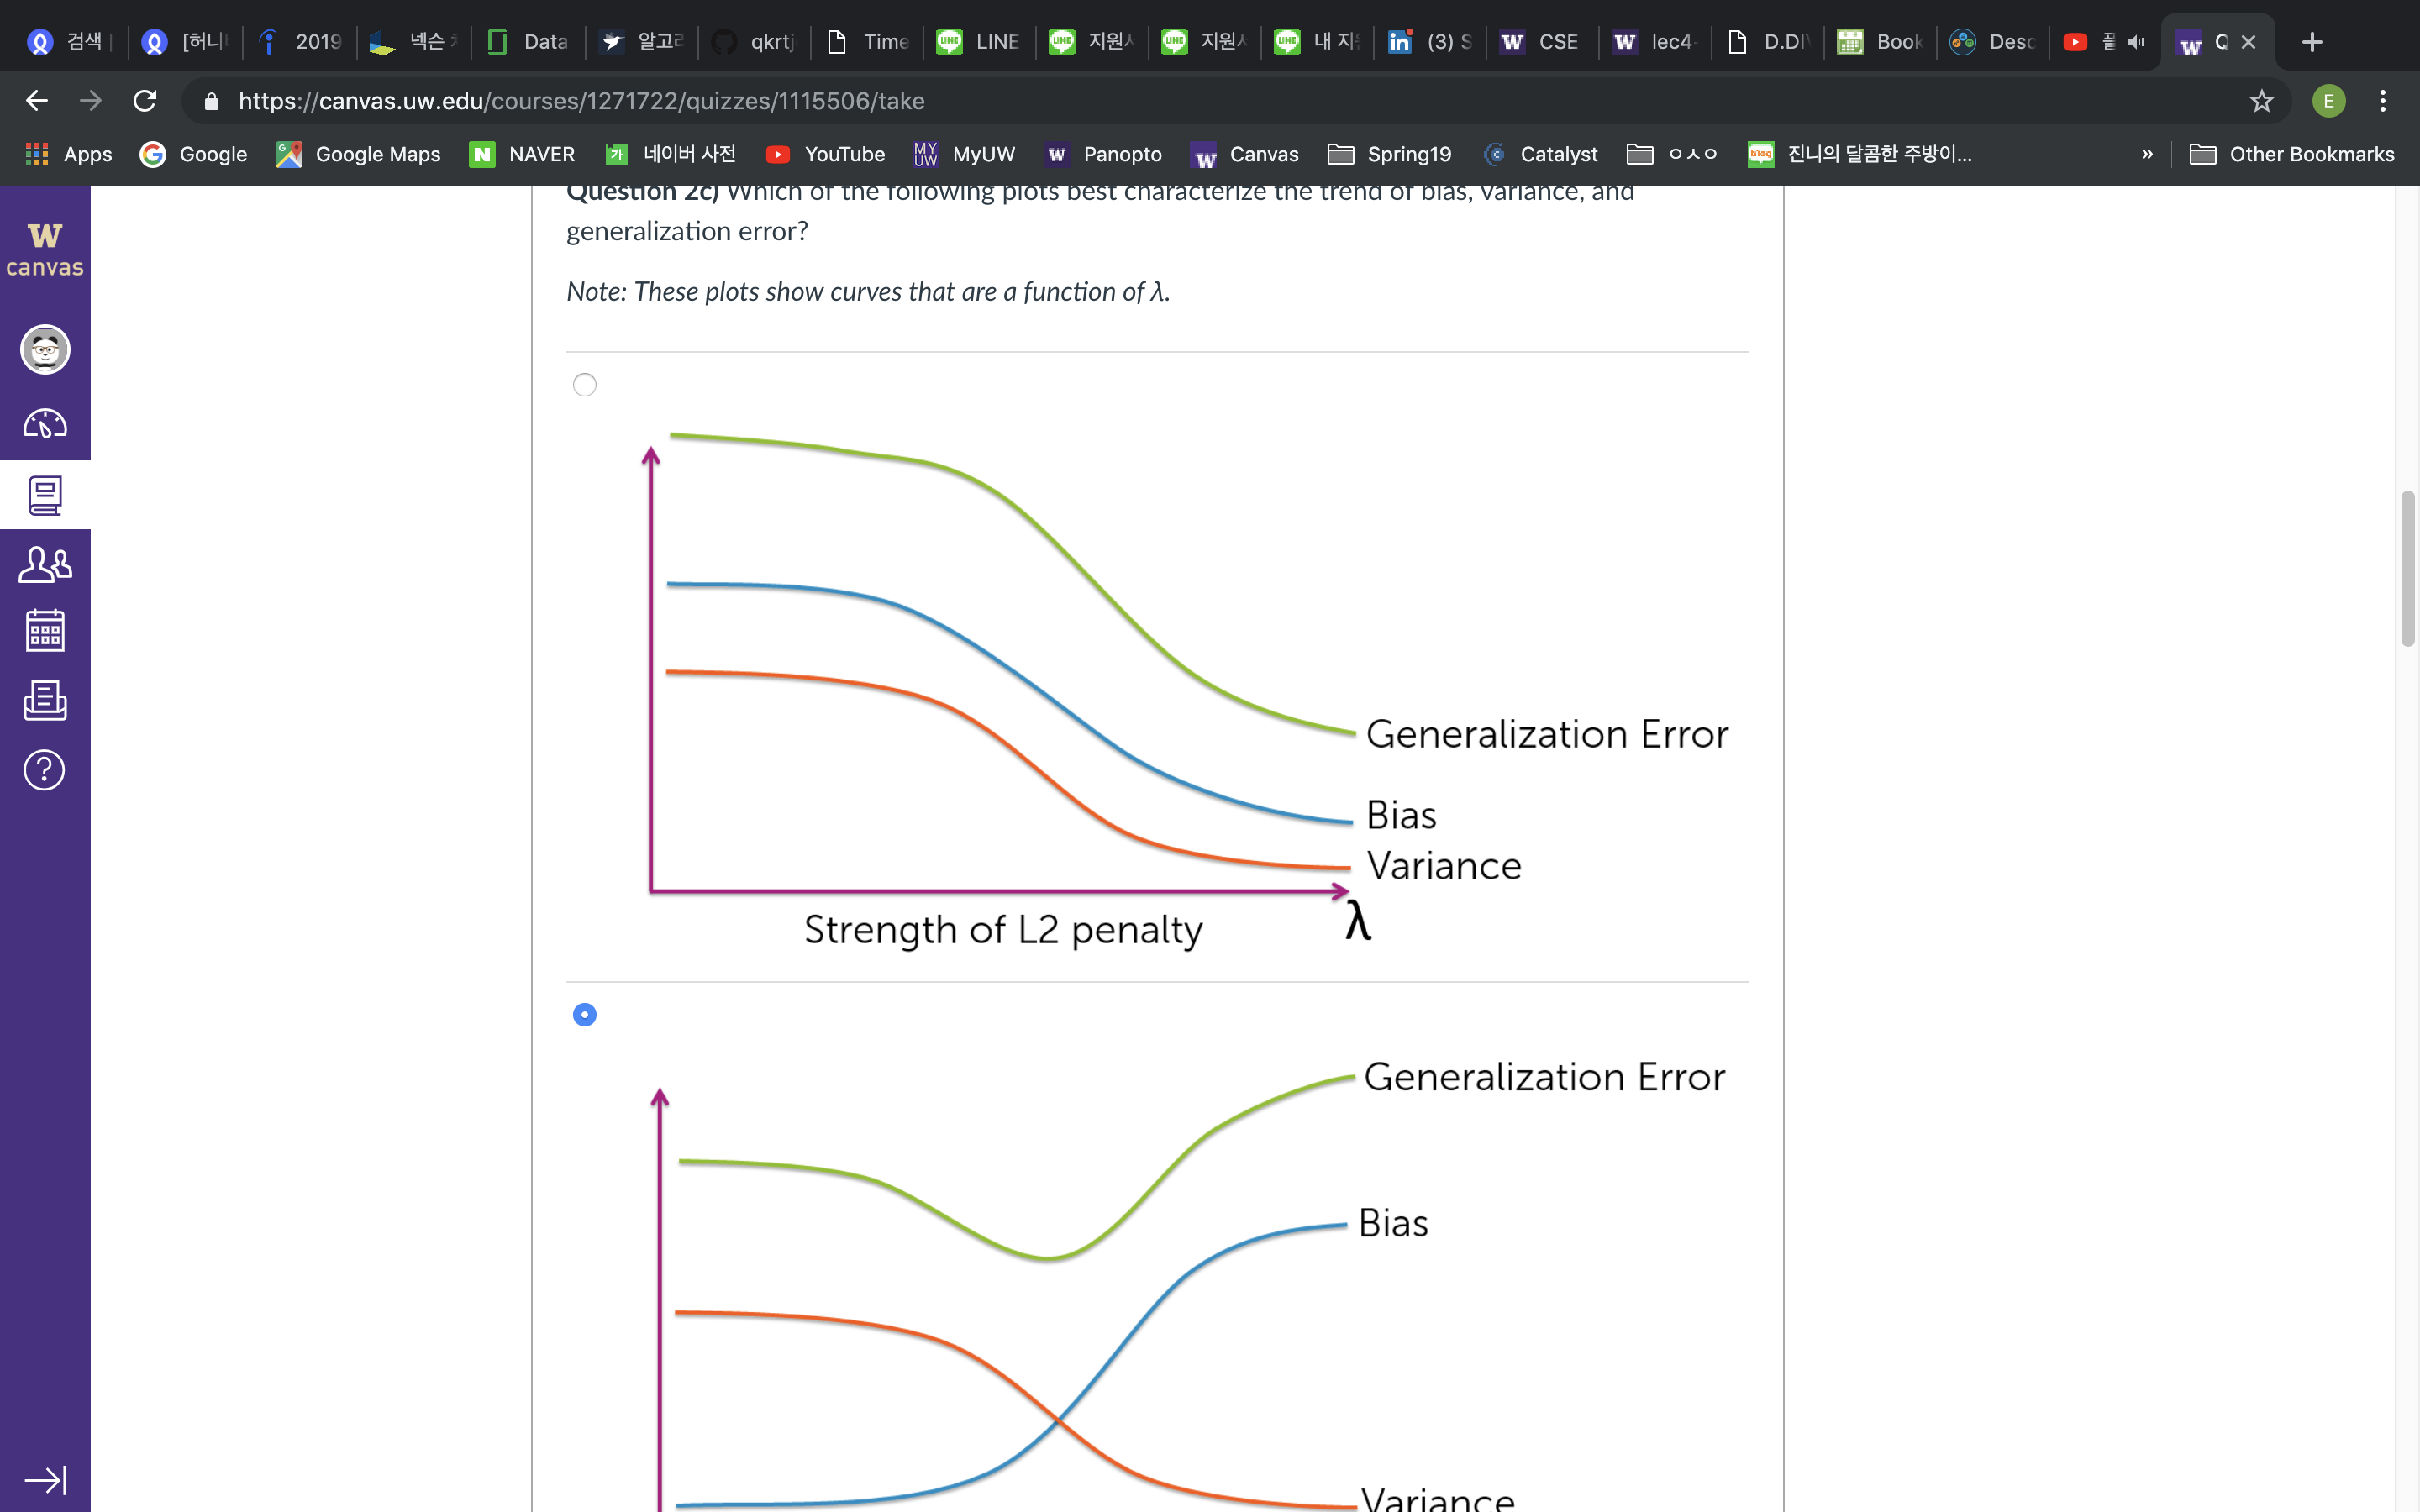 검색
[허니
2019
넥슨
Data
알고리
qkrtj
Time
LINE
지원
지원
내 지
(3) S
CSE
lec4-
D.DI
Book
Desc
Q
https://canvas.uw.edu/courses/1271722/quizzes/1115506/take
E
Apps
Google
Google Maps
NAVER
네이버 사전
YouTube
MyUW
Panopto
Canvas
Spring19
Catalyst
ㅇㅅㅇ
진니의 달콤한 주방이...
»
Other Bookmarks
W
canvas
Question 2c) Which of the following plots best characterize the trend of bias, variance, and
generalization error?
Note: These plots show curves that are a function of λ.
Generalization Error
Bias
Variance
λ
Strength of L2 penalty
Generalization Error
Bias
Variance